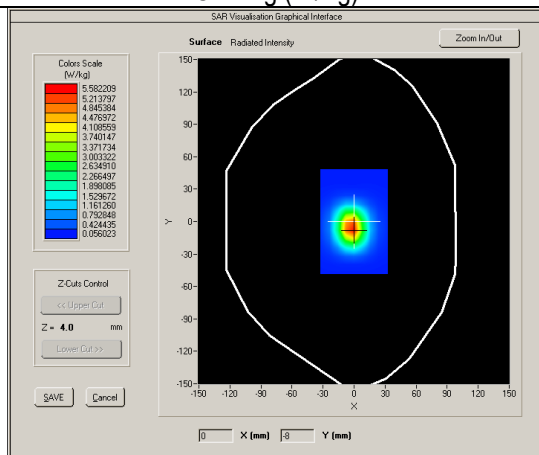 SAR Visualisation Graphical Interface
Surface Radiated Intensity
Zoom In/Out
Colors Scale
(W/kg)
5.582209
5.213797
4.845384
4.476972
4.108559
3.740147
3.371734
3.003322
2.634910
2.266497
1.898085
1.529672
1.161260
0.792848
0.424435
0.056023
Z-Cuts Control
<< Upper Cut
Z = 4.0 mm
Lower Cut >>
SAVE Cancel
150-
120-
90-
60-
30-
Y 0-
-30-
-60-
-90-
-120-
-150-
-150 -120 -90 -60 -30 0 30 60 90 120 150
X
0 X (mm) -8 Y (mm)